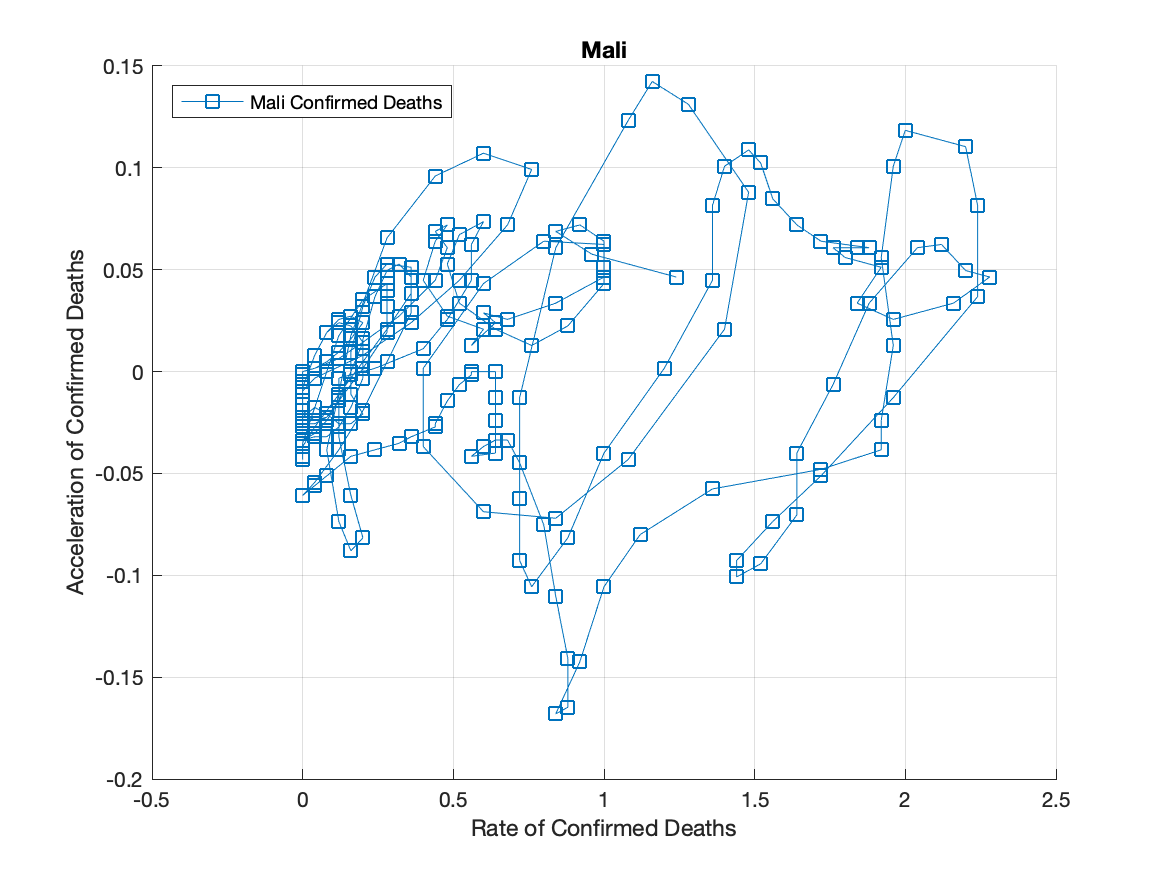 Mali
0.15
Mali Confirmed Deaths
0.1
0.05
0
-0.05
-0.1
-0.15
-0.2
Acceleration of Confirmed Deaths
-0.5 0 0.5 1 1.5 2 2.5
Rate of Confirmed Deaths